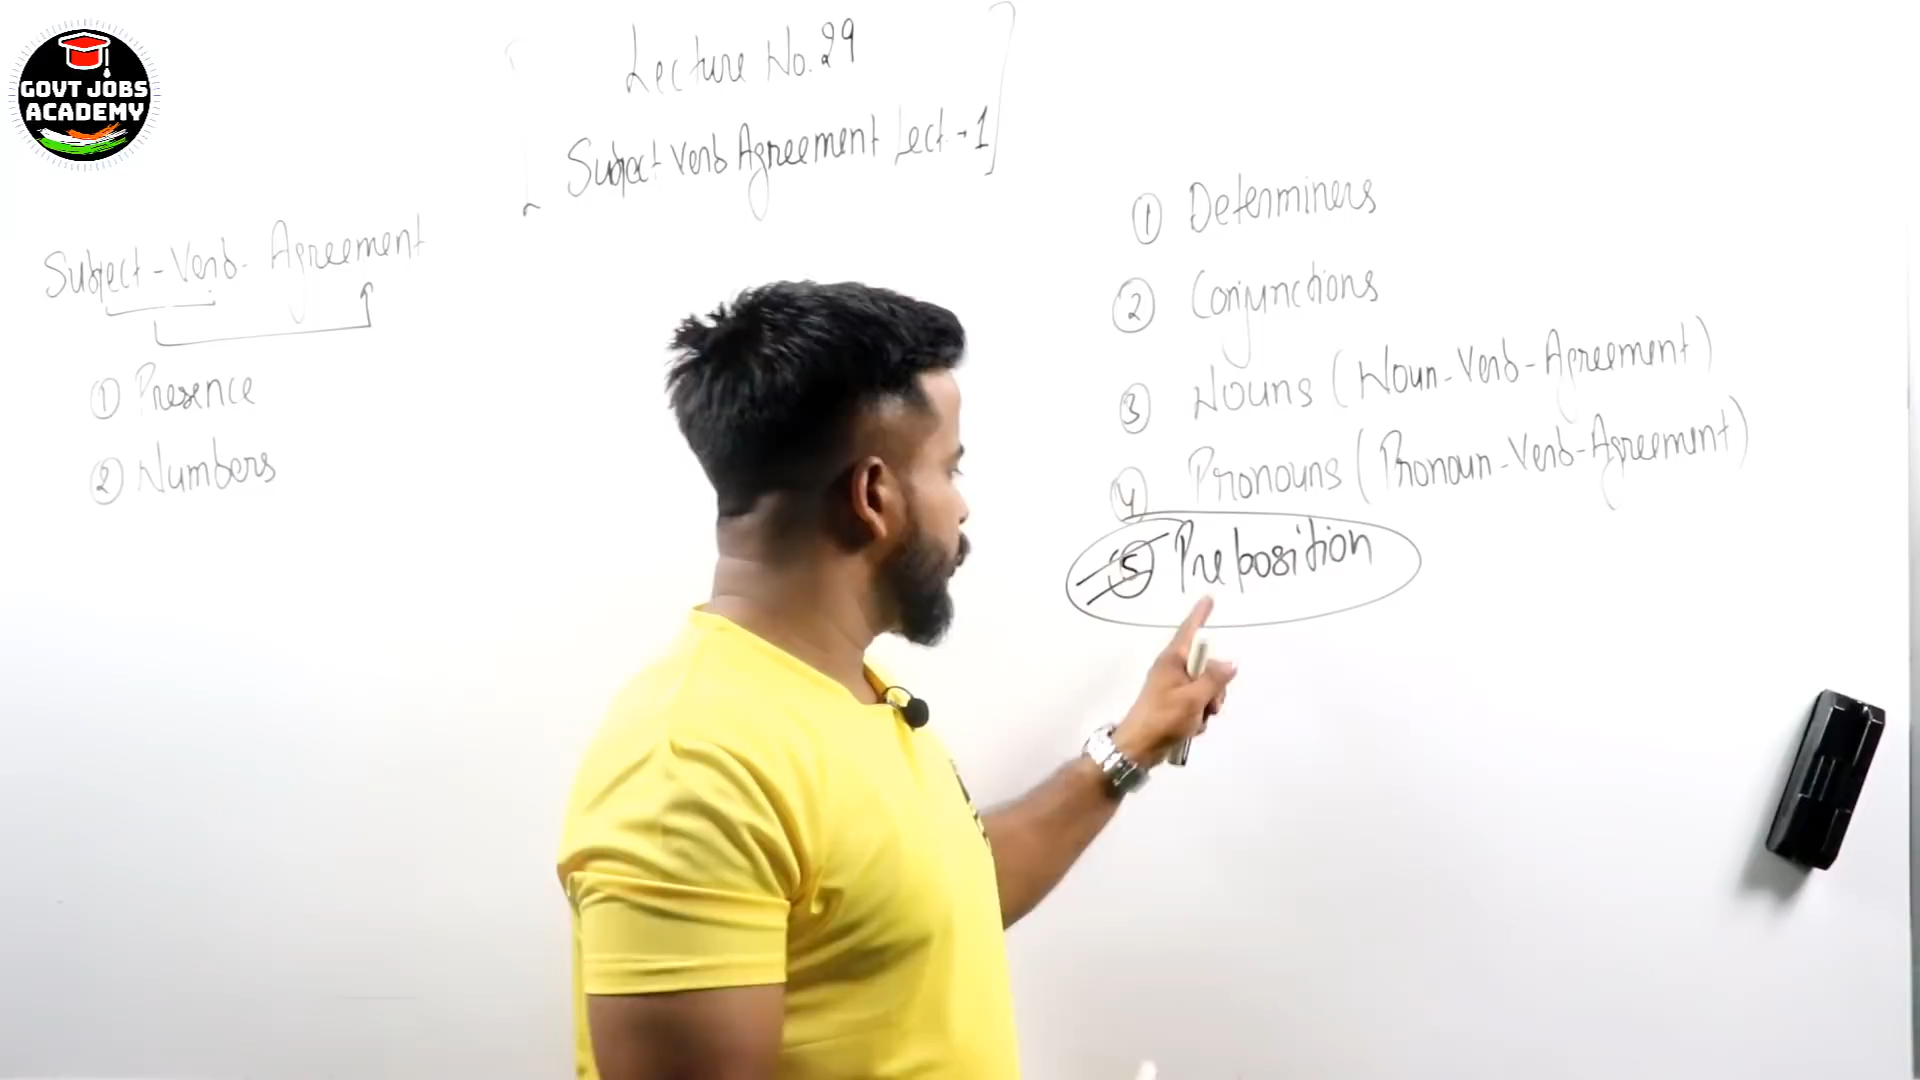 GOVT JOBS
ACADEMY
Lecture No. 29
Subject Verb Agreement Lect. - 1
Subject - Verb - Agreement
① Presence
② Numbers
① Determiners
② Conjunctions
③ Nouns (Noun-Verb-Agreement)
④ Pronouns (Pronoun-Verb-Agreement)
⑤ Preposition